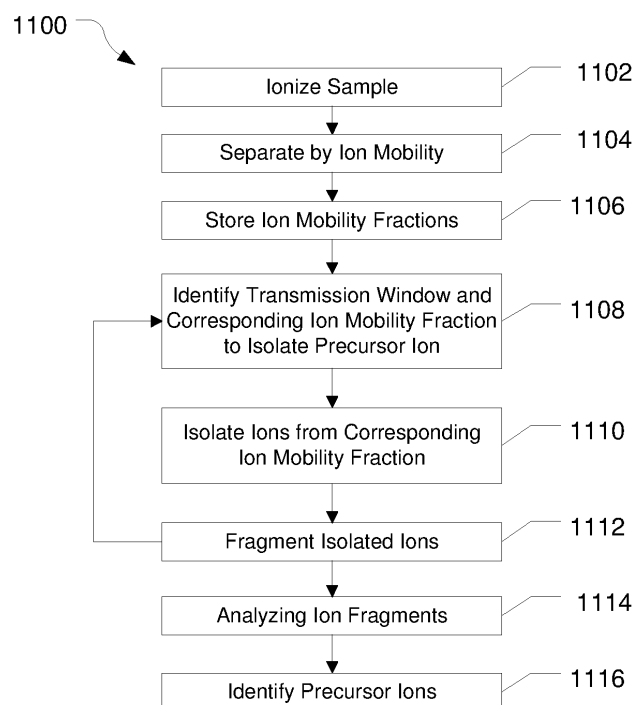 1100
Ionize Sample
1102
Separate by Ion Mobility
1104
Store Ion Mobility Fractions
1106
Identify Transmission Window and
Corresponding Ion Mobility Fraction
to Isolate Precursor Ion
1108
Isolate Ions from Corresponding
Ion Mobility Fraction
1110
Fragment Isolated Ions
1112
Analyzing Ion Fragments
1114
Identify Precursor Ions
1116